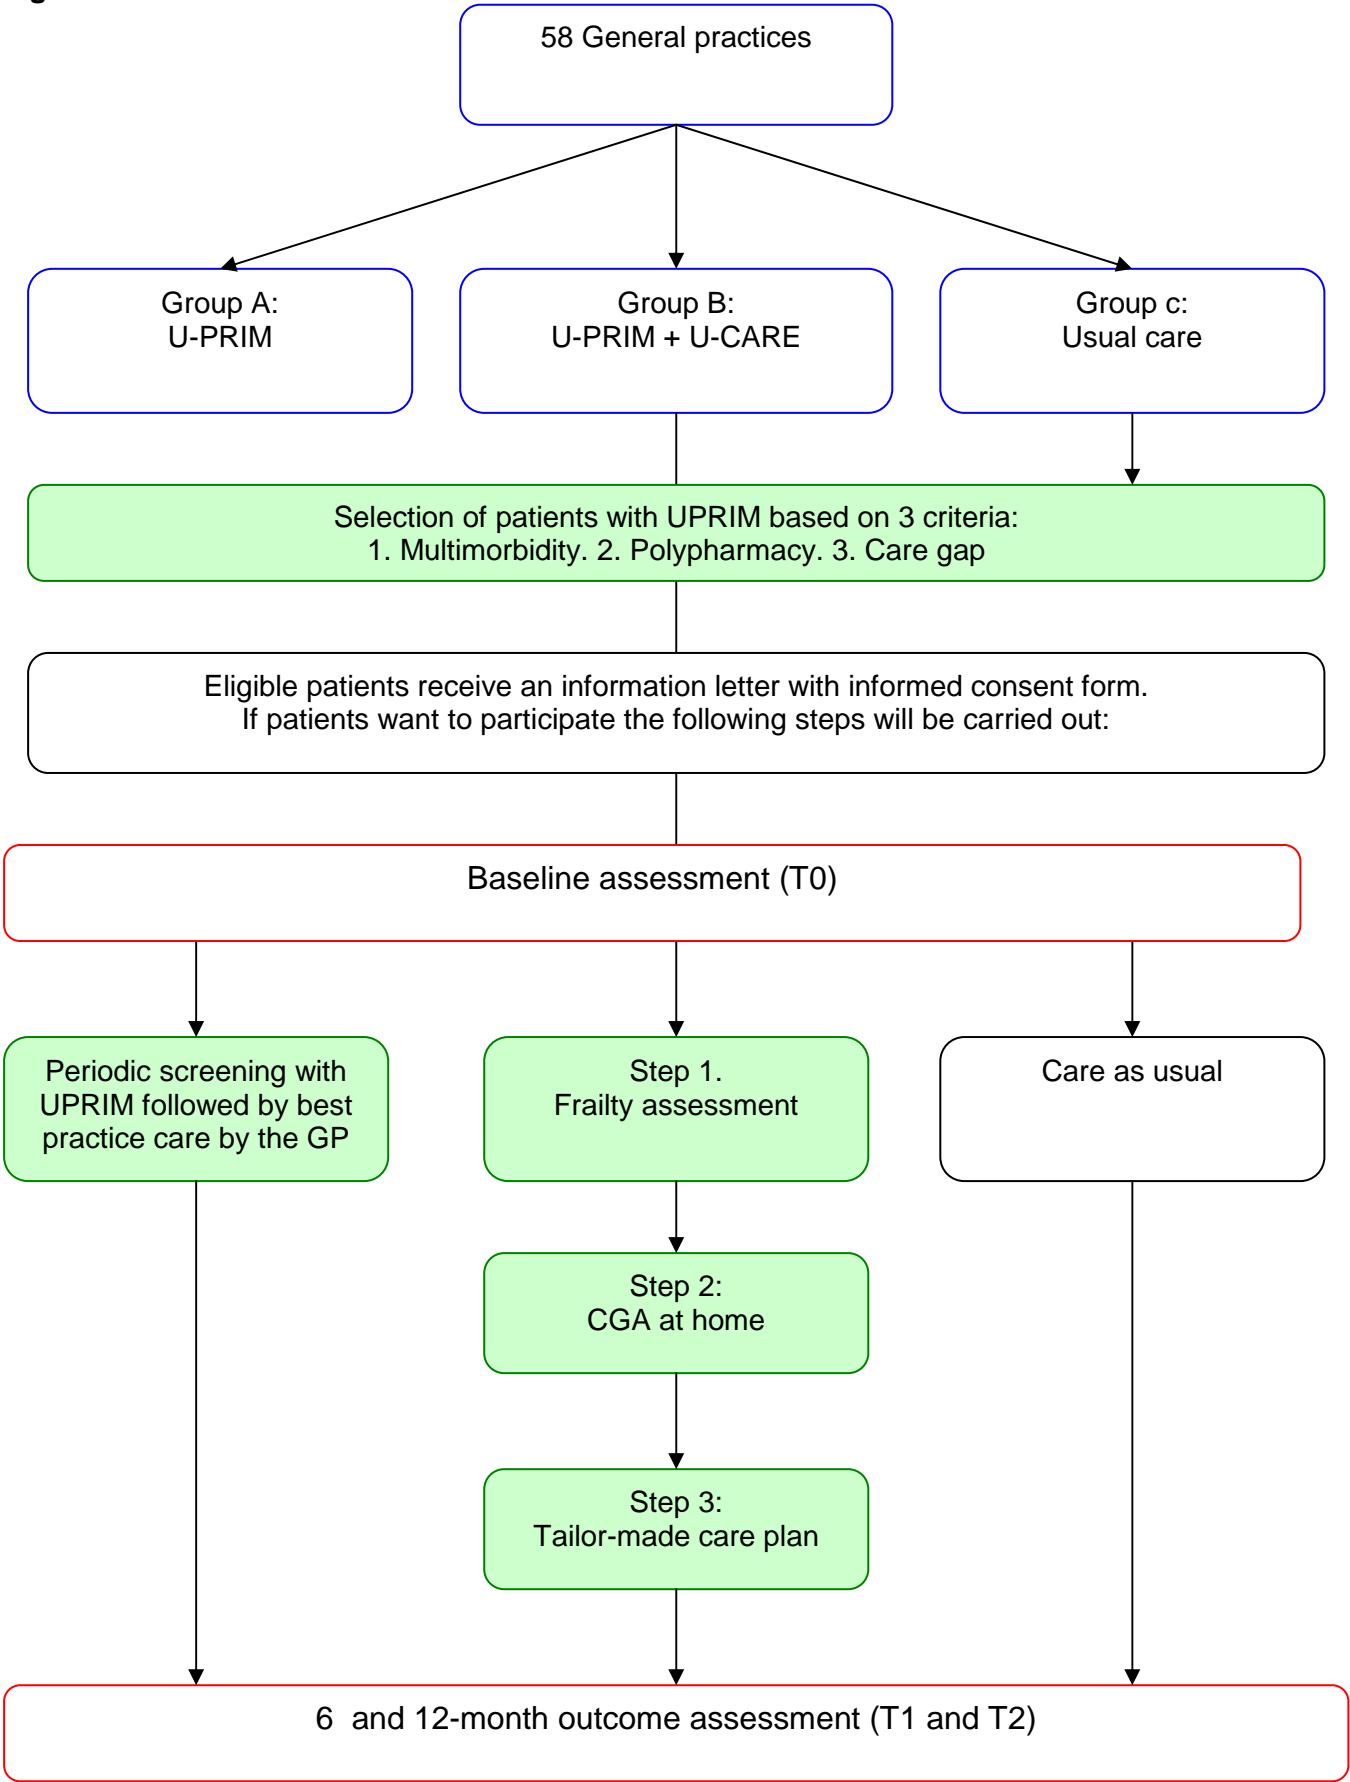 58 General practices
Group A:
U-PRIM
Group B:
U-PRIM + U-CARE
Group c:
Usual care
Selection of patients with UPRIM based on 3 criteria:
1. Multimorbidity. 2. Polypharmacy. 3. Care gap
Eligible patients receive an information letter with informed consent form.
If patients want to participate the following steps will be carried out:
Baseline assessment (T0)
Periodic screening with
UPRIM followed by best
practice care by the GP
Step 1.
Frailty assessment
Care as usual
Step 2:
CGA at home
Step 3:
Tailor-made care plan
6 and 12-month outcome assessment (T1 and T2)